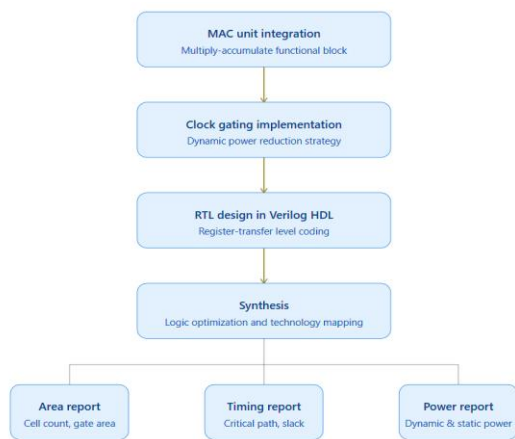 MAC unit integration
Multiply-accumulate functional block
Clock gating implementation
Dynamic power reduction strategy
RTL design in Verilog HDL
Register-transfer level coding
Synthesis
Logic optimization and technology mapping
Area report
Cell count, gate area
Timing report
Critical path, slack
Power report
Dynamic & static power